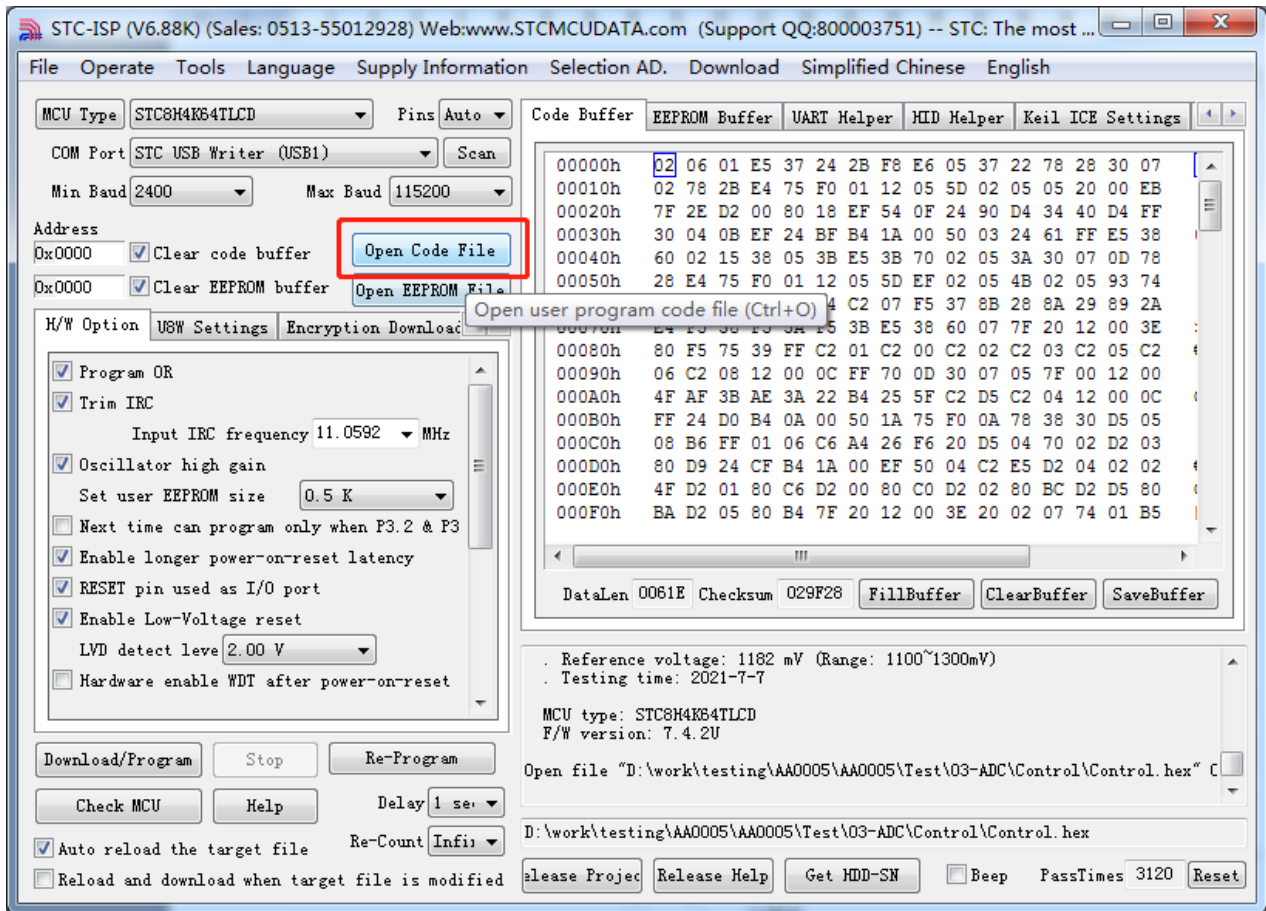 STC-ISP (V6.88K) (Sales: 0513-55012928) Web:www.STCMCUDATA.com (Support QQ:800003751) -- STC: The most ...
File Operate Tools Language Supply Information Selection AD. Download Simplified Chinese English
MCU Type STC8H4K64TLCD Pins Auto
COM Port STC USB Writer (USB1) Scan
Min Baud 2400 Max Baud 115200
Address
0x0000 Clear code buffer Open Code File
0x0000 Clear EEPROM buffer Open EEPROM File
Open user program code file (Ctrl+O)
H/W Option U8W Settings Encryption Download
Program OR
Trim IRC
Input IRC frequency 11.0592 MHz
Oscillator high gain
Set user EEPROM size 0.5 K
Next time can program only when P3.2 & P3
Enable longer power-on-reset latency
RESET pin used as I/O port
Enable Low-Voltage reset
LVD detect leve 2.00 V
Hardware enable WDT after power-on-reset
Download/Program Stop Re-Program
Check MCU Help Delay 1 se
Auto reload the target file Re-Count Infi
Reload and download when target file is modified
Code Buffer EEPROM Buffer UART Helper HID Helper Keil ICE Settings
00000h 02 06 01 E5 37 24 2B F8 E6 05 37 22 78 28 30 07
00010h 02 78 2B E4 75 F0 01 12 05 5D 02 05 05 20 00 EB
00020h 7F 2E D2 00 80 18 EF 54 0F 24 90 D4 34 40 D4 FF
00030h 30 04 0B EF 24 BF B4 1A 00 50 03 24 61 FF E5 38
00040h 60 02 15 38 05 3B E5 3B 70 02 05 3A 30 07 0D 78
00050h 28 E4 75 F0 01 12 05 5D EF 02 05 4B 02 05 93 74
C2 07 F5 37 8B 28 8A 29 89 2A
00070h E4 F5 38 F5 3A F5 3B E5 38 60 07 7F 20 12 00 3E
00080h 80 F5 75 39 FF C2 01 C2 00 C2 02 C2 03 C2 05 C2
00090h 06 C2 08 12 00 0C FF 70 0D 30 07 05 7F 00 12 00
000A0h 4F AF 3B AE 3A 22 B4 25 5F C2 D5 C2 04 12 00 0C
000B0h FF 24 D0 B4 0A 00 50 1A 75 F0 0A 78 38 30 D5 05
000C0h 08 B6 FF 01 06 C6 A4 26 F6 20 D5 04 70 02 D2 03
000D0h 80 D9 24 CF B4 1A 00 EF 50 04 C2 E5 D2 04 02 02
000E0h 4F D2 01 80 C6 D2 00 80 C0 D2 02 80 BC D2 D5 80
000F0h BA D2 05 80 B4 7F 20 12 00 3E 20 02 07 74 01 B5
DataLen 0061E Checksum 029F28 FillBuffer ClearBuffer SaveBuffer
. Reference voltage: 1182 mV (Range: 1100~1300mV)
. Testing time: 2021-7-7
MCU type: STC8H4K64TLCD
F/W version: 7.4.2U
Open file "D:\work\testing\AA0005\AA0005\Test\03-ADC\Control\Control.hex" C
D:\work\testing\AA0005\AA0005\Test\03-ADC\Control\Control.hex
elease Projec Release Help Get HDD-SN Beep PassTimes 3120 Reset